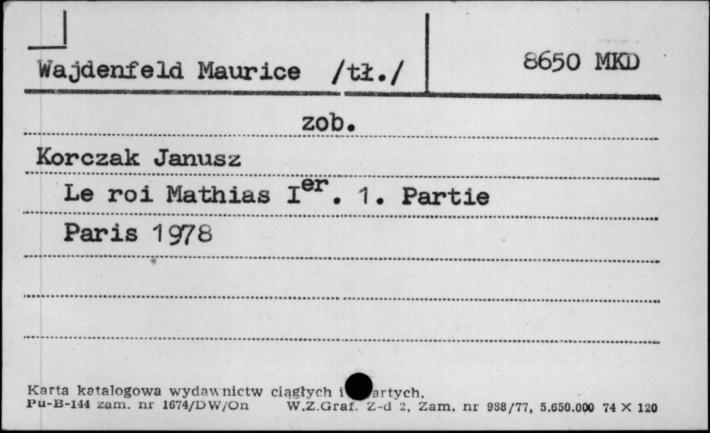 Wajdenfeld Maurice /tł./ 8650 MKD
zob.
Korczak Janusz
Le roi Mathias Ier. 1. Partie
Paris 1978
Karta katalogowa wydawnictw ciągłych i artych.
Pu-B-144 zam. nr 1674/DW/On W.Z.Graf. Z-d 2, Zam. nr 988/77, 5.650.000 74 X 120